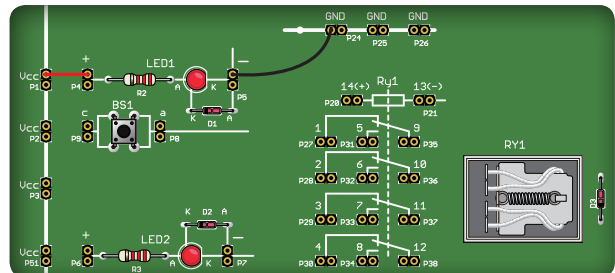 GND GND GND
P24 P25 P26
LED1
+ −
Vcc
P1 P4 R2 A K P5
K D1 A
BS1
Vcc c a
P2 P9 P8
Ry1
14(+) 13(−)
P20 P21
1 5 9
P27 P31 P35
RY1
2 6 10
P28 P32 P36
Vcc
P3
3 7 11
P29 P33 P37
D3
K D2 A
LED2
+ −
Vcc
P51 P6 R3 A K P7
4 8 12
P30 P34 P38